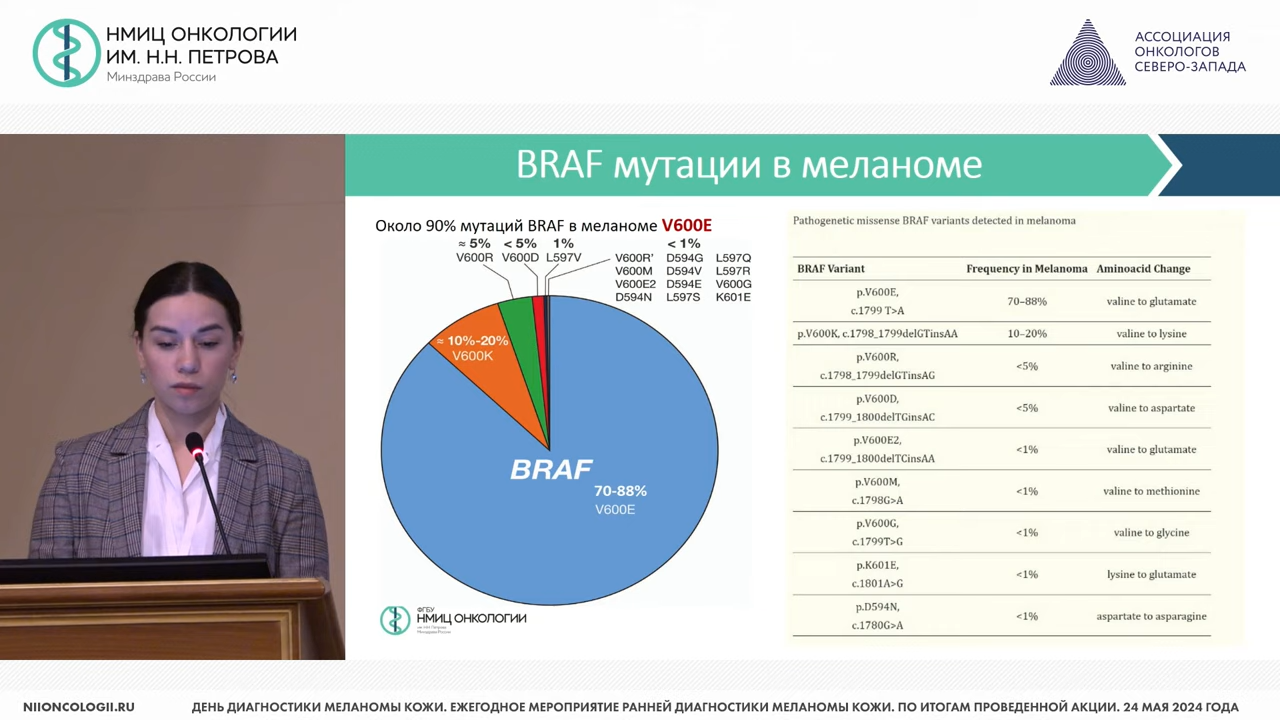 НМИЦ ОНКОЛОГИИ
ИМ. Н.Н. ПЕТРОВА
Минздрава России
АССОЦИАЦИЯ
ОНКОЛОГОВ
СЕВЕРО-ЗАПАДА
BRAF мутации в меланоме
Около 90% мутаций BRAF в меланоме V600E
≈ 5% < 5% 1% < 1%
V600R V600D L597V
V600R' D594G L597Q
V600M D594V L597R
V600E2 D594E V600G
D594N L597S K601E
≈ 10%-20%
V600K
BRAF
70-88%
V600E
ФГБУ
НМИЦ ОНКОЛОГИИ
им. Н.Н. Петрова
Минздрава России
Pathogenetic missense BRAF variants detected in melanoma
BRAF Variant Frequency in Melanoma Aminoacid Change
p.V600E,
c.1799 T>A
70–88% valine to glutamate
p.V600K, c.1798_1799delGTinsAA 10–20% valine to lysine
p.V600R,
c.1798_1799delGTinsAG
<5% valine to arginine
p.V600D,
c.1799_1800delTGinsAC
<5% valine to aspartate
p.V600E2,
c.1799_1800delTCinsAA
<1% valine to glutamate
p.V600M,
c.1798G>A
<1% valine to methionine
p.V600G,
c.1799T>G
<1% valine to glycine
p.K601E,
c.1801A>G
<1% lysine to glutamate
p.D594N,
c.1780G>A
<1% aspartate to asparagine
NIIONCOLOGII.RU
ДЕНЬ ДИАГНОСТИКИ МЕЛАНОМЫ КОЖИ. ЕЖЕГОДНОЕ МЕРОПРИЯТИЕ РАННЕЙ ДИАГНОСТИКИ МЕЛАНОМЫ КОЖИ. ПО ИТОГАМ ПРОВЕДЕННОЙ АКЦИИ. 24 МАЯ 2024 ГОДА